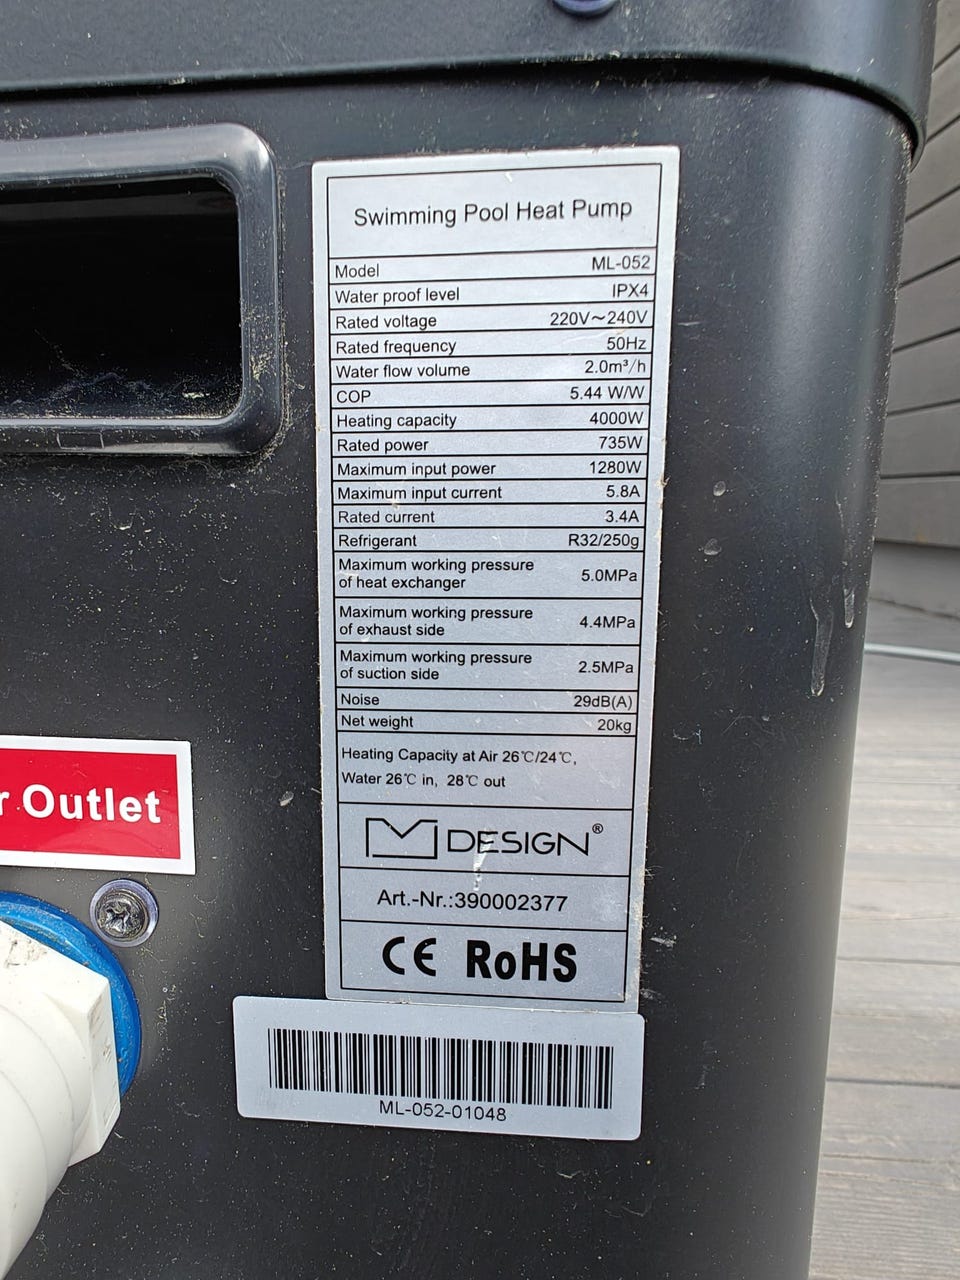 Swimming Pool Heat Pump
Model ML-052
Water proof level IPX4
Rated voltage 220V～240V
Rated frequency 50Hz
Water flow volume 2.0m³/h
COP 5.44 W/W
Heating capacity 4000W
Rated power 735W
Maximum input power 1280W
Maximum input current 5.8A
Rated current 3.4A
Refrigerant R32/250g
Maximum working pressure
of heat exchanger 5.0MPa
Maximum working pressure
of exhaust side 4.4MPa
Maximum working pressure
of suction side 2.5MPa
Noise 29dB(A)
Net weight 20kg
Heating Capacity at Air 26℃/24℃,
Water 26℃ in, 28℃ out
r Outlet
M DESIGN®
Art.-Nr.:390002377
CE RoHS
ML-052-01048